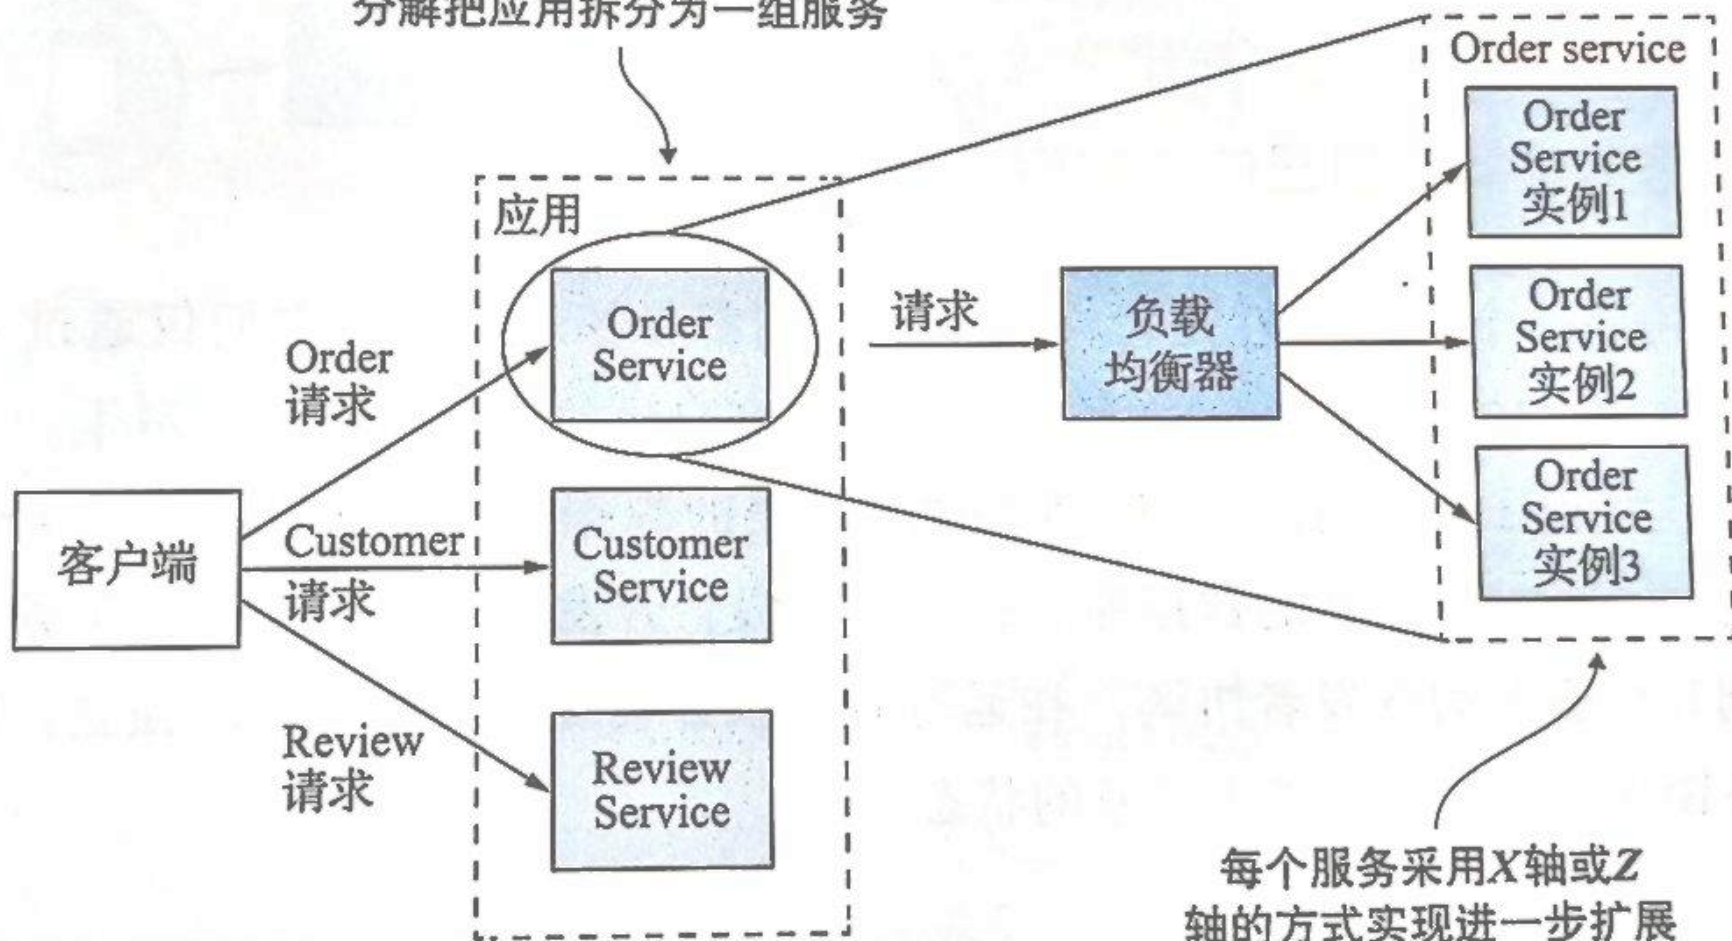 分解把应用拆分为一组服务
应用
Order
Service
Customer
Service
Review
Service
客户端
Order
请求
Customer
请求
Review
请求
请求
负载
均衡器
Order service
Order
Service
实例1
Order
Service
实例2
Order
Service
实例3
每个服务采用X轴或Z
轴的方式实现进一步扩展